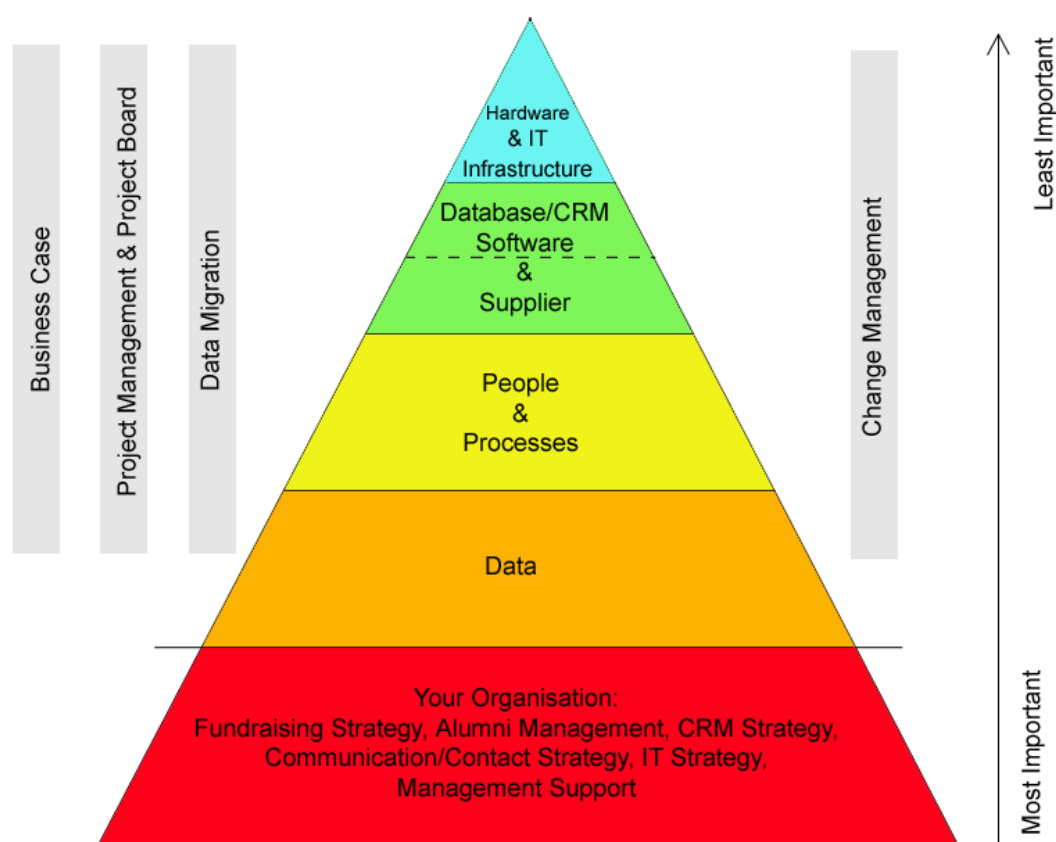 Business Case
Project Management & Project Board
Data Migration
Hardware
& IT
Infrastructure
Database/CRM
Software
&
Supplier
People
&
Processes
Data
Your Organisation:
Fundraising Strategy, Alumni Management, CRM Strategy,
Communication/Contact Strategy, IT Strategy,
Management Support
Change Management
Least Important
Most Important